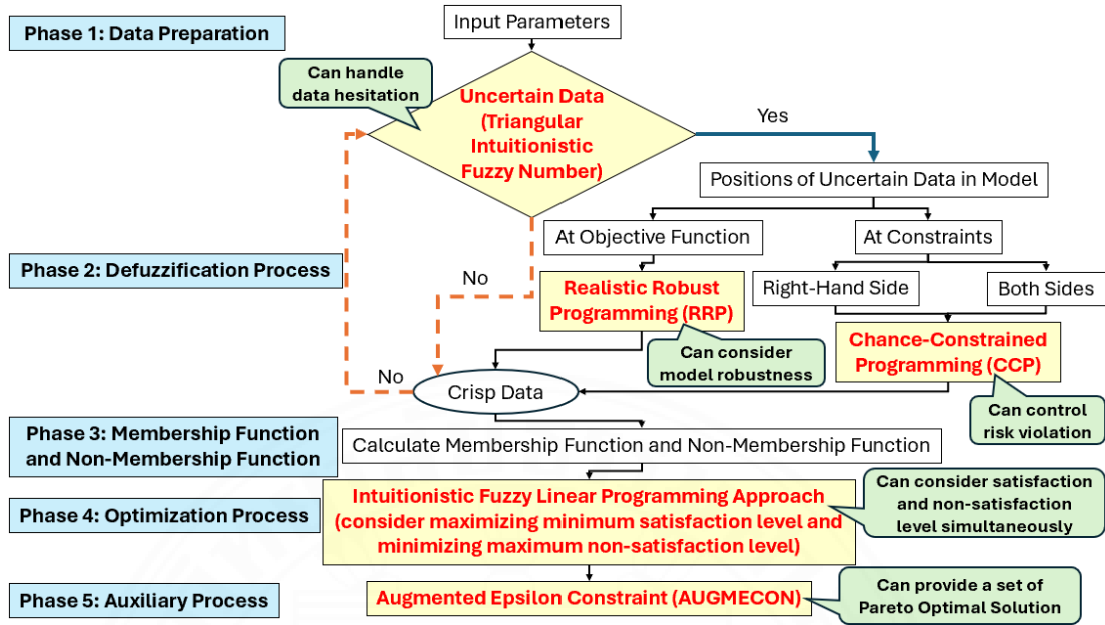 Phase 1: Data Preparation
Input Parameters
Can handle
data hesitation
Uncertain Data
(Triangular
Intuitionistic
Fuzzy Number)
Yes
Positions of Uncertain Data in Model
At Objective Function
At Constraints
Phase 2: Defuzzification Process
No
Realistic Robust
Programming (RRP)
Right-Hand Side
Both Sides
Chance-Constrained
Programming (CCP)
Can consider
model robustness
No
Crisp Data
Can control
risk violation
Phase 3: Membership Function
and Non-Membership Function
Calculate Membership Function and Non-Membership Function
Phase 4: Optimization Process
Intuitionistic Fuzzy Linear Programming Approach
(consider maximizing minimum satisfaction level and
minimizing maximum non-satisfaction level)
Can consider satisfaction
and non-satisfaction
level simultaneously
Phase 5: Auxiliary Process
Augmented Epsilon Constraint (AUGMECON)
Can provide a set of
Pareto Optimal Solution